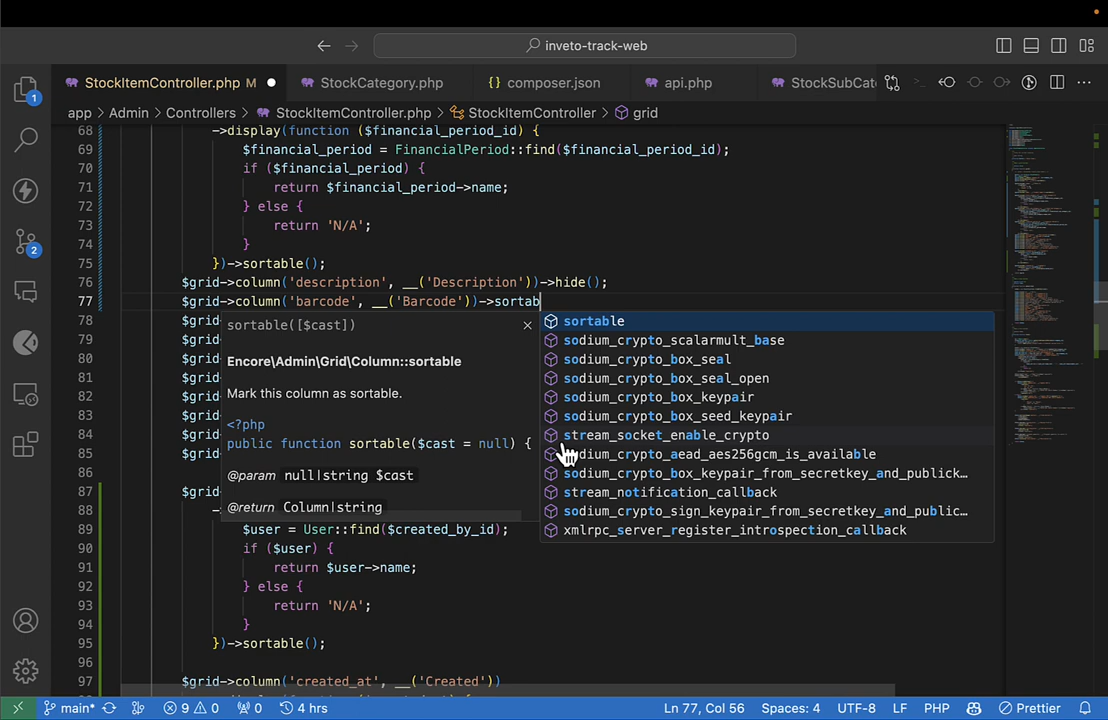 inveto-track-web
StockItemController.php M
StockCategory.php
{} composer.json
api.php
StockSubCat
app > Admin > Controllers > StockItemController.php > StockItemController > grid
1
2
68 ->display(function ($financial_period_id) {
69 $financial_period = FinancialPeriod::find($financial_period_id);
70 if ($financial_period) {
71 return $financial_period->name;
72 } else {
73 return 'N/A';
74 }
75 })->sortable();
76 $grid->column('description', __('Description'))->hide();
77 $grid->column('barcode', __('Barcode'))->sortab
78 $grid
79 $grid
80 $grid
81 $grid
82 $grid
83 $grid
84 $grid
85 $grid
86
87 $grid
88
89 $user = User::find($created_by_id);
90 if ($user) {
91 return $user->name;
92 } else {
93 return 'N/A';
94 }
95 })->sortable();
96
97 $grid->column('created_at', __('Created'))
sortable([$cast])
Encore\Admin\Grid\Column::sortable
Mark this column as sortable.
<?php
public function sortable($cast = null) {
@param null|string $cast
@return Column|string
sortable
sodium_crypto_scalarmult_base
sodium_crypto_box_seal
sodium_crypto_box_seal_open
sodium_crypto_box_keypair
sodium_crypto_box_seed_keypair
stream_socket_enable_crypto
sodium_crypto_aead_aes256gcm_is_available
sodium_crypto_box_keypair_from_secretkey_and_publick…
stream_notification_callback
sodium_crypto_sign_keypair_from_secretkey_and_public…
xmlrpc_server_register_introspection_callback
main* 9 0 0 4 hrs Ln 77, Col 56 Spaces: 4 UTF-8 LF PHP Prettier